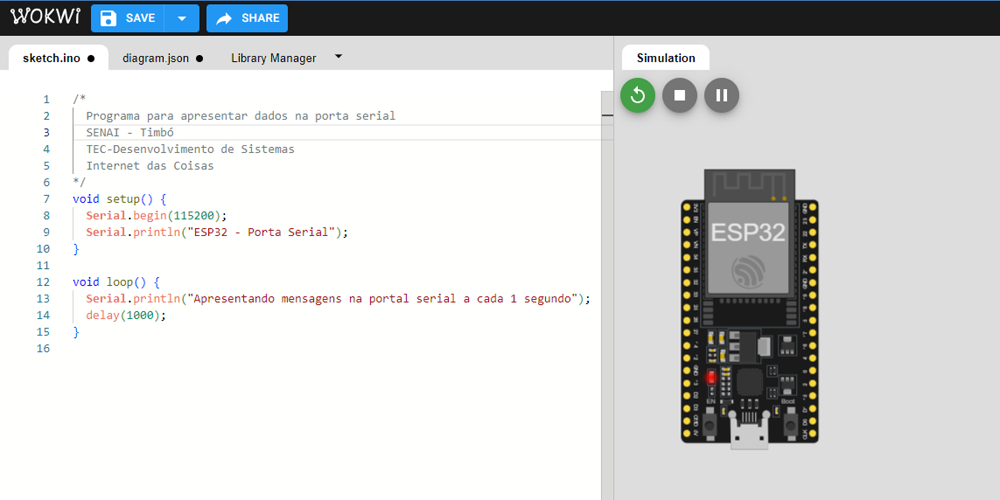 WOKWI SAVE SHARE
sketch.ino ● diagram.json ● Library Manager
Simulation
1 /*
2 Programa para apresentar dados na porta serial
3 SENAI - Timbó
4 TEC-Desenvolvimento de Sistemas
5 Internet das Coisas
6 */
7 void setup() {
8 Serial.begin(115200);
9 Serial.println("ESP32 - Porta Serial");
10 }
11
12 void loop() {
13 Serial.println("Apresentando mensagens na portal serial a cada 1 segundo");
14 delay(1000);
15 }
16
ESP32
EN
Boot